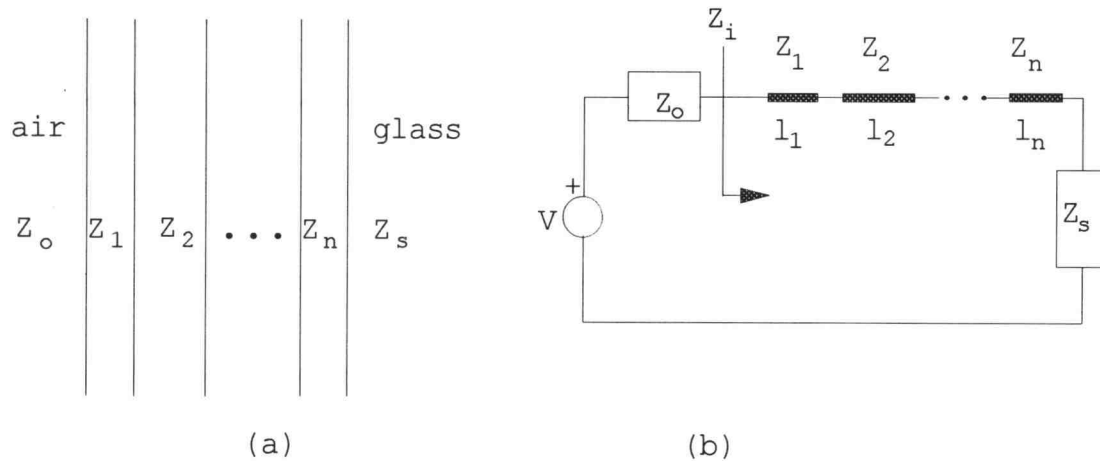 air
glass
Z_o Z_1 Z_2 ... Z_n Z_s
(a)
Z_i
Z_1 Z_2 Z_n
Z_o
...
l_1 l_2 l_n
+
V
Z_s
(b)